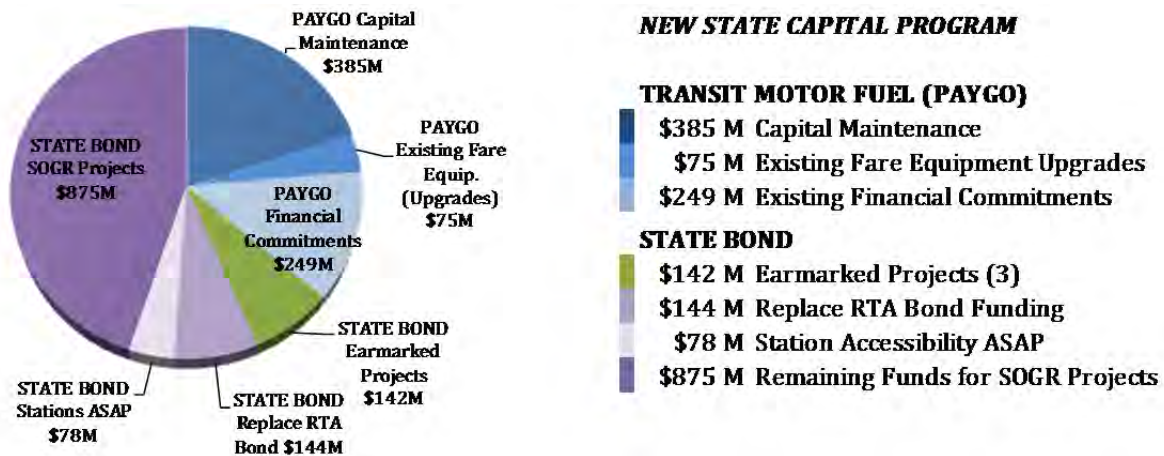 PAYGO Capital
Maintenance
$385M
PAYGO
Existing Fare
Equip.
(Upgrades)
$75M
PAYGO
Financial
Commitments
$249M
STATE BOND
Earmarked
Projects
$142M
STATE BOND
Replace RTA
Bond $144M
STATE BOND
Stations ASAP
$78M
STATE BOND
SOGR Projects
$875M
NEW STATE CAPITAL PROGRAM
TRANSIT MOTOR FUEL (PAYGO)
$385 M Capital Maintenance
$75 M Existing Fare Equipment Upgrades
$249 M Existing Financial Commitments
STATE BOND
$142 M Earmarked Projects (3)
$144 M Replace RTA Bond Funding
$78 M Station Accessibility ASAP
$875 M Remaining Funds for SOGR Projects